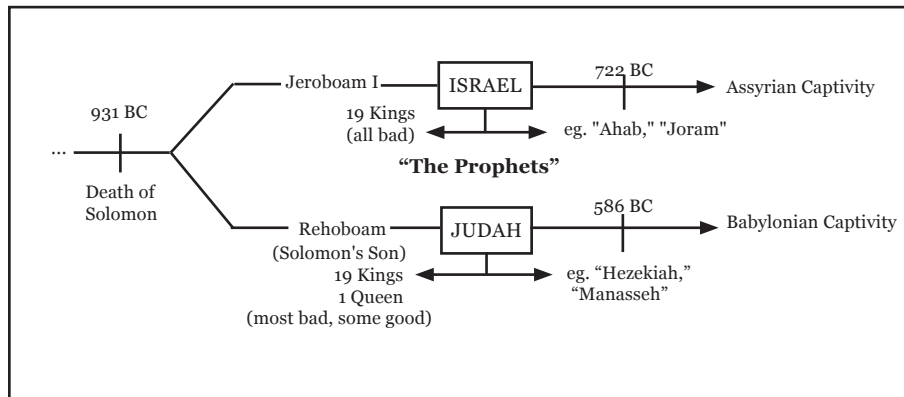 931 BC
...
Death of
Solomon
Jeroboam I
ISRAEL
722 BC
Assyrian Captivity
19 Kings
(all bad)
eg. "Ahab," "Joram"
“The Prophets”
Rehoboam
(Solomon's Son)
JUDAH
586 BC
Babylonian Captivity
19 Kings
1 Queen
(most bad, some good)
eg. “Hezekiah,”
“Manasseh”